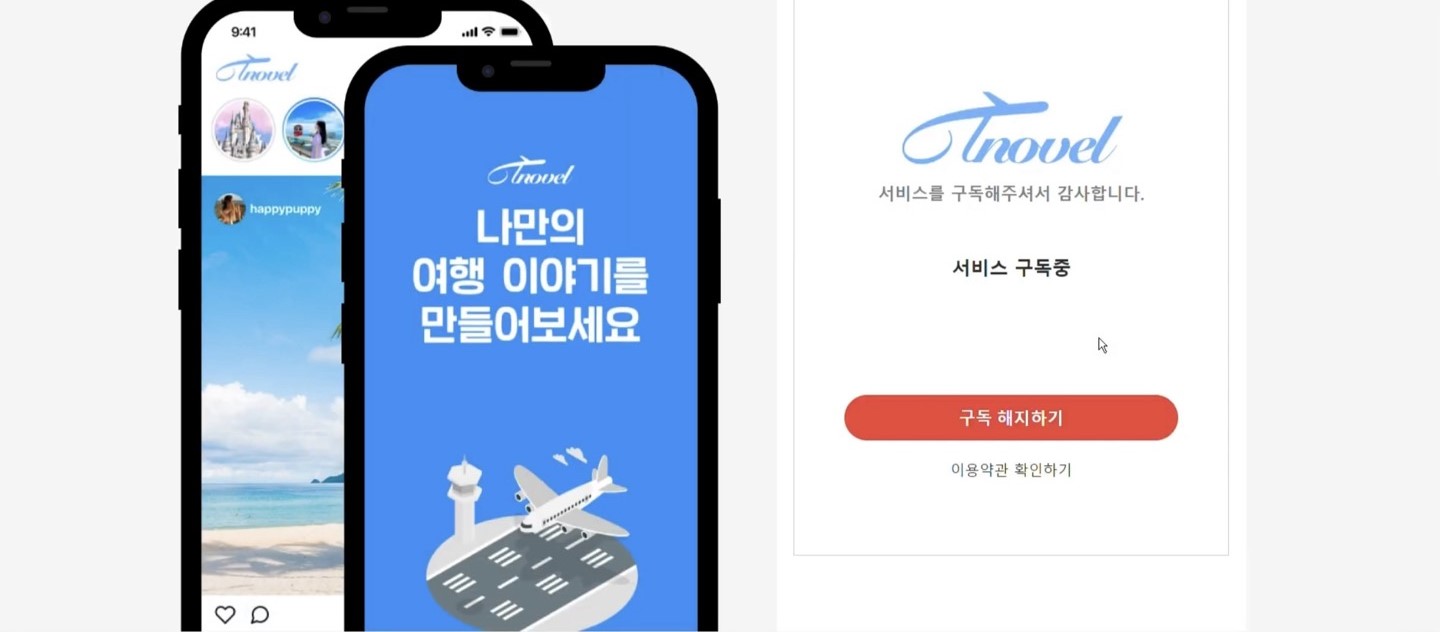 9:41
Tnovel
happypuppy
Tnovel
나만의
여행 이야기를
만들어보세요
Tnovel
서비스를 구독해주셔서 감사합니다.
서비스 구독중
구독 해지하기
이용약관 확인하기